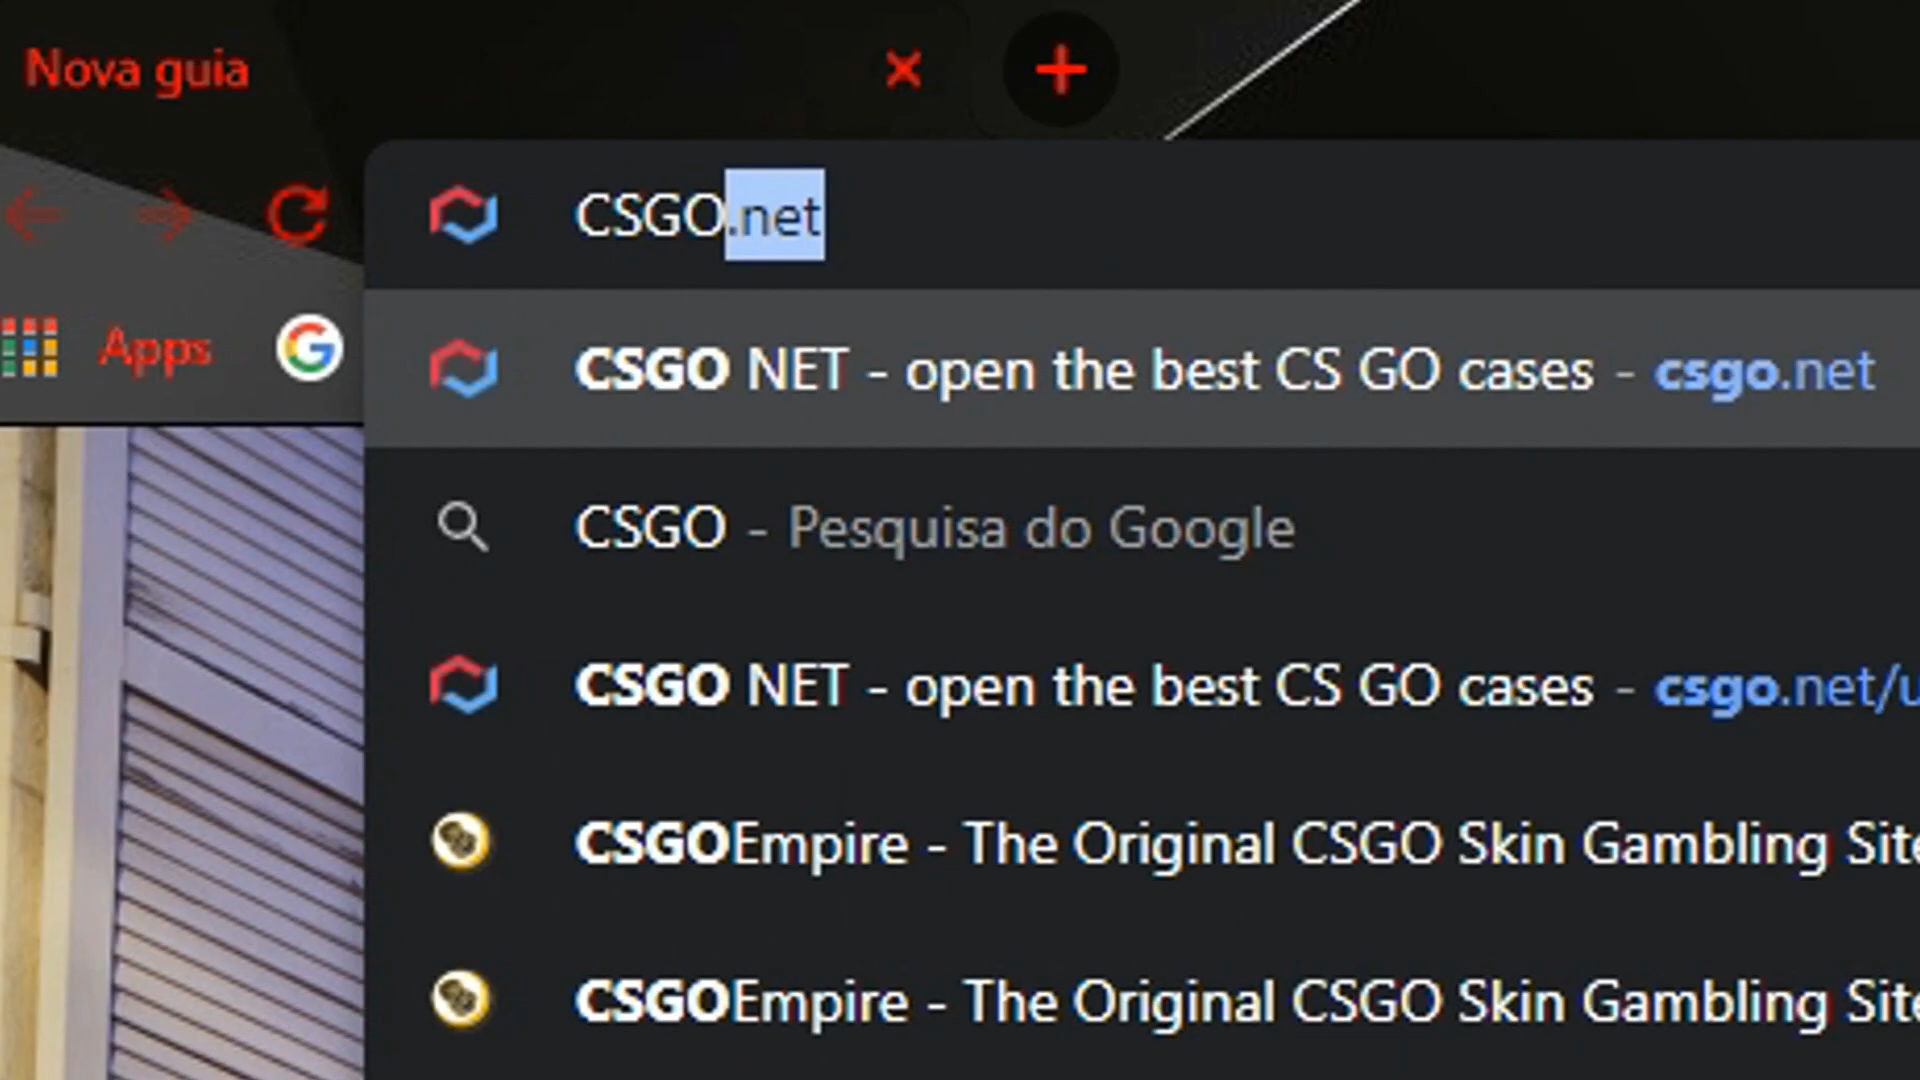 Nova guia
CSGO.net
Apps
CSGO NET - open the best CS GO cases - csgo.net
CSGO - Pesquisa do Google
CSGO NET - open the best CS GO cases - csgo.net/u
CSGOEmpire - The Original CSGO Skin Gambling Site
CSGOEmpire - The Original CSGO Skin Gambling Site